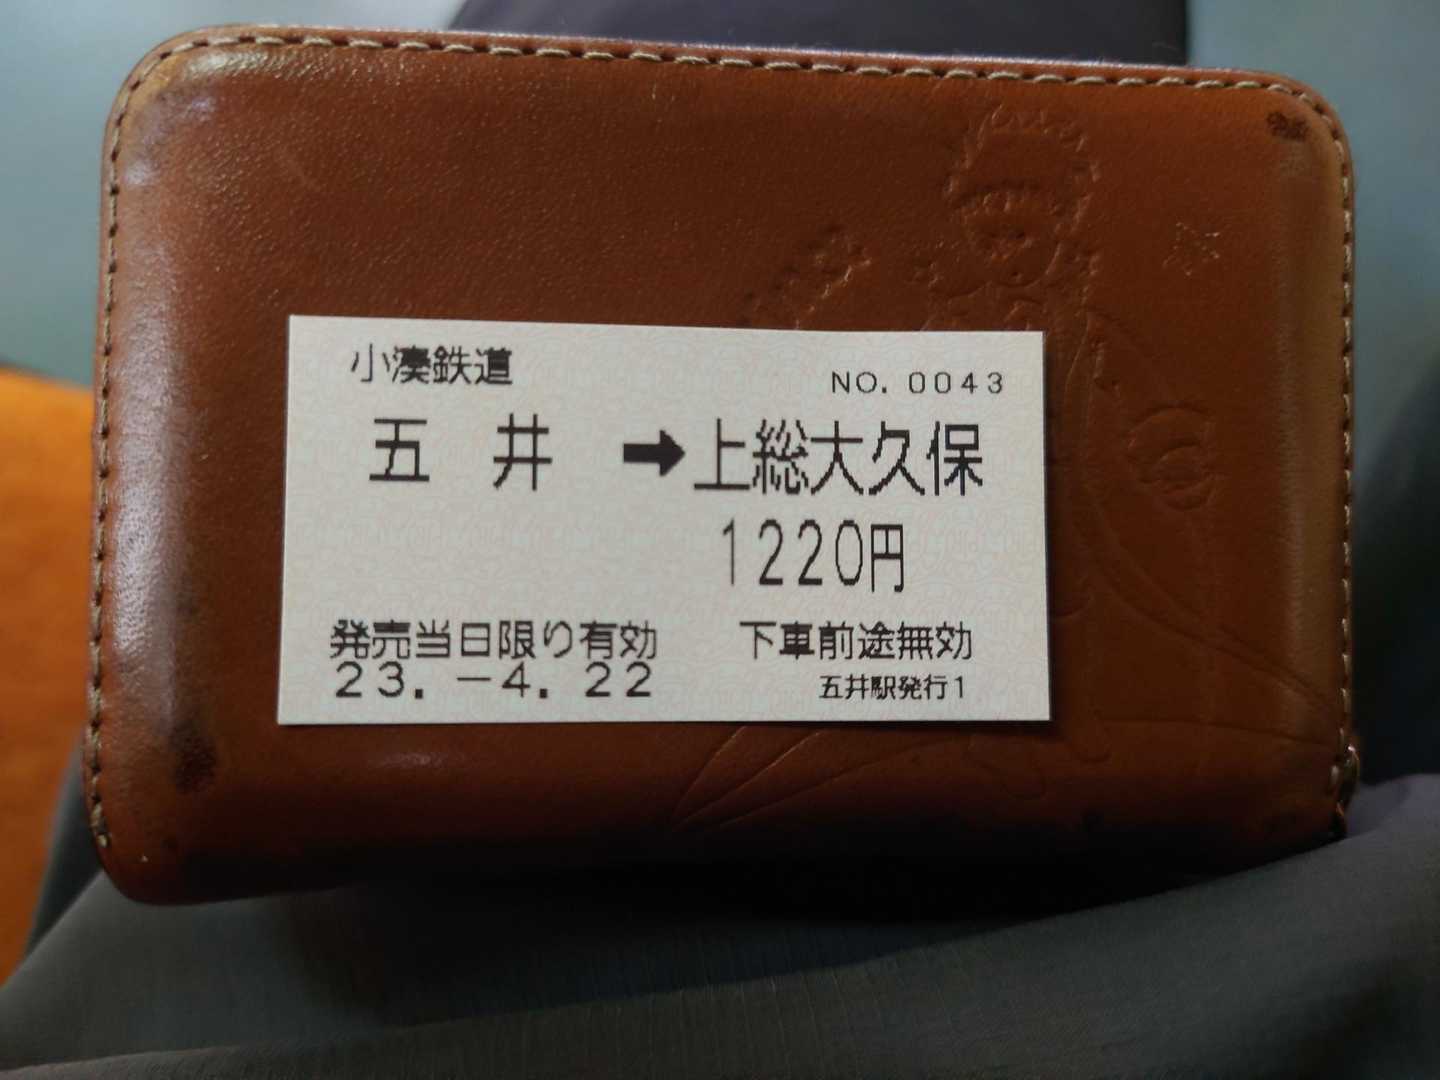 小湊鉄道
NO. 0043
五井 ➡ 上総大久保
1220円
発売当日限り有効 下車前途無効
23. -4. 22
五井駅発行1